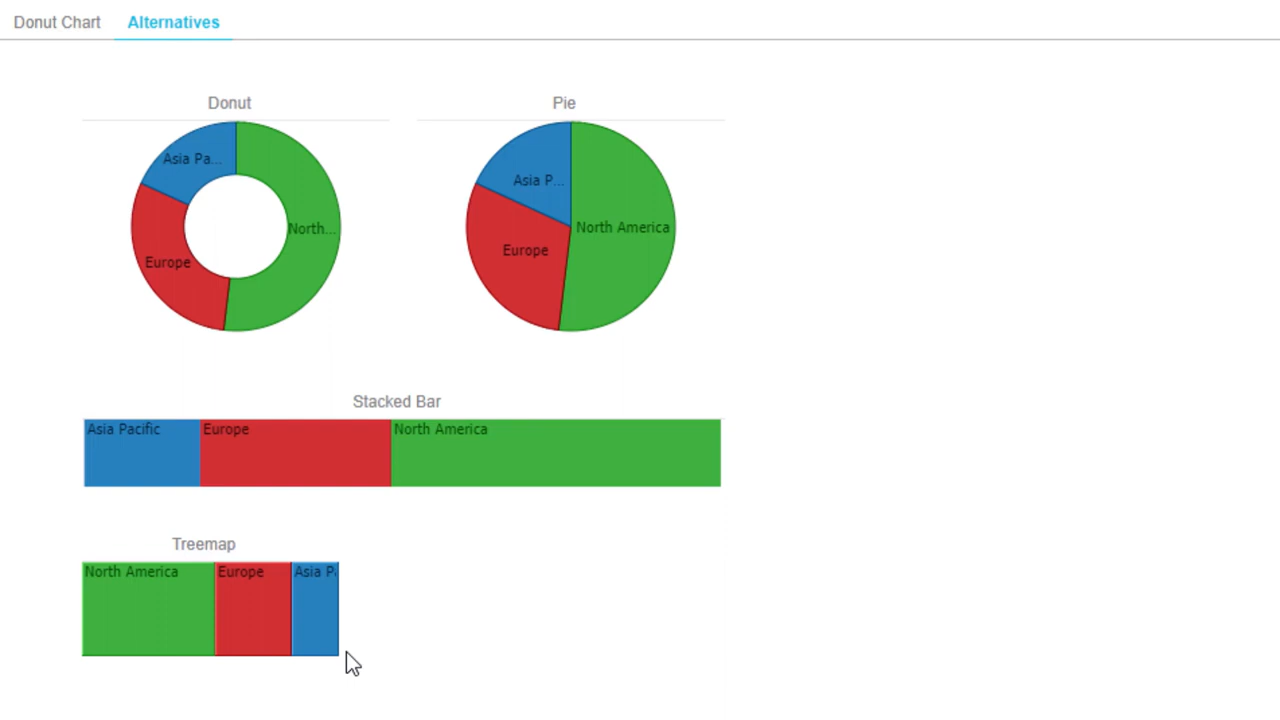 Donut Chart Alternatives
Donut Pie
Asia Pa... North... Europe
Asia P... North America Europe
Stacked Bar
Asia Pacific Europe North America
Treemap
North America Europe Asia P